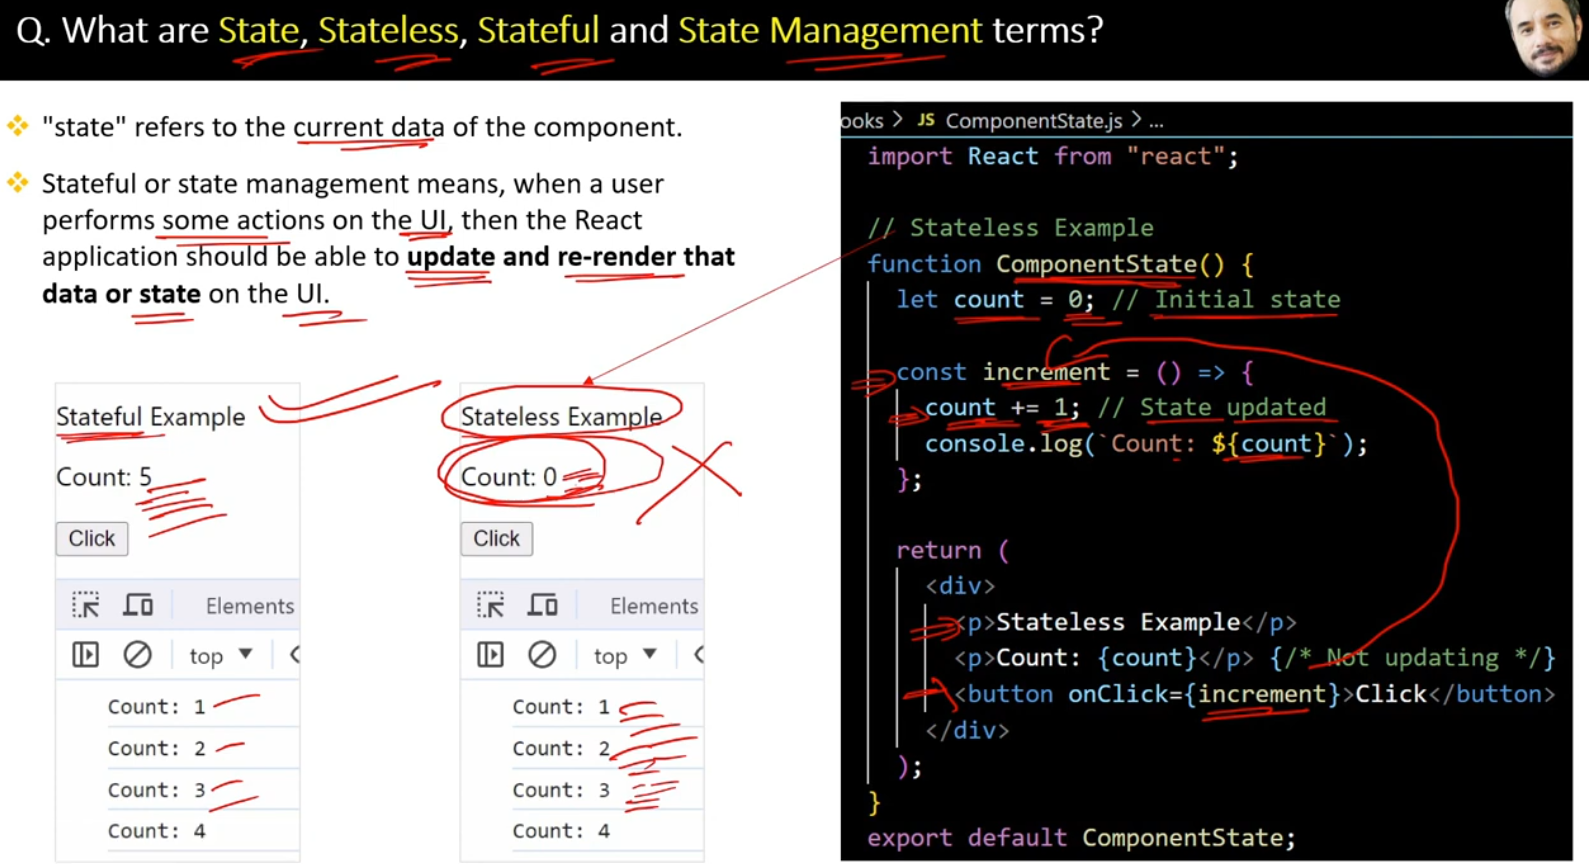 Q. What are State, Stateless, Stateful and State Management terms?
"state" refers to the current data of the component.
Stateful or state management means, when a user
performs some actions on the UI, then the React
application should be able to update and re-render that
data or state on the UI.
Stateful Example
Count: 5
Click
Elements
top
Count: 1
Count: 2
Count: 3
Count: 4
Stateless Example
Count: 0
Click
Elements
top
Count: 1
Count: 2
Count: 3
Count: 4
ooks > JS ComponentState.js > ...
import React from "react";
// Stateless Example
function ComponentState() {
let count = 0; // Initial state
const increment = () => {
count += 1; // State updated
console.log(`Count: ${count}`);
};
return (
<div>
<p>Stateless Example</p>
<p>Count: {count}</p> {/* Not updating */}
<button onClick={increment}>Click</button>
</div>
);
}
export default ComponentState;